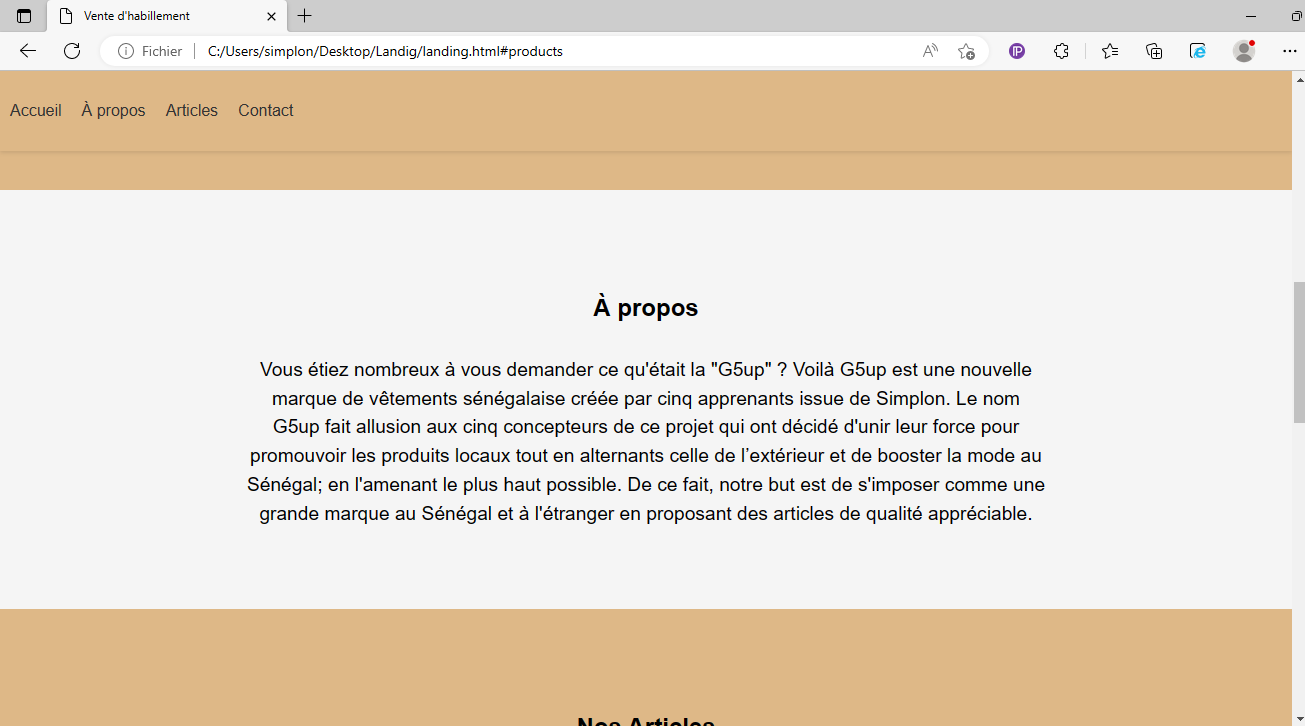 Vente d'habillement
Fichier
C:/Users/simplon/Desktop/Landig/landing.html#products
Accueil À propos Articles Contact
À propos
Vous étiez nombreux à vous demander ce qu'était la "G5up" ? Voilà G5up est une nouvelle
marque de vêtements sénégalaise créée par cinq apprenants issue de Simplon. Le nom
G5up fait allusion aux cinq concepteurs de ce projet qui ont décidé d'unir leur force pour
promouvoir les produits locaux tout en alternants celle de l’extérieur et de booster la mode au
Sénégal; en l'amenant le plus haut possible. De ce fait, notre but est de s'imposer comme une
grande marque au Sénégal et à l'étranger en proposant des articles de qualité appréciable.
Nos Articles